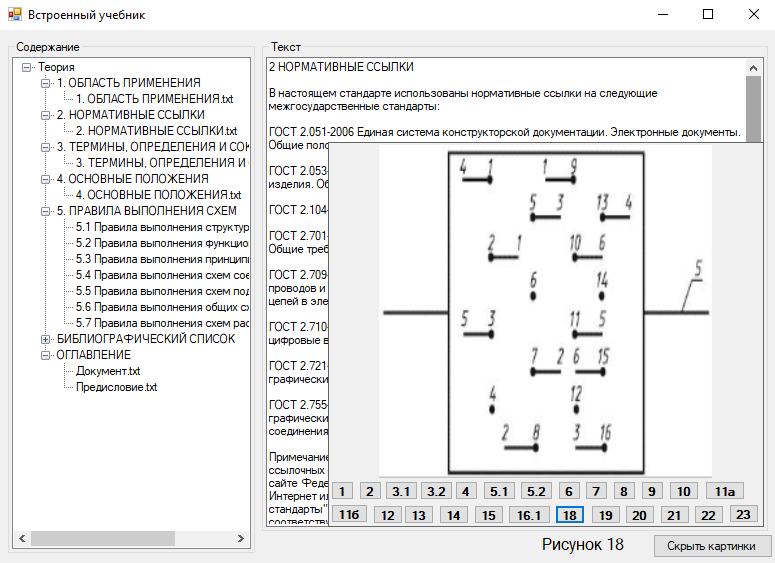 Встроенный учебник
Содержание
Теория
1. ОБЛАСТЬ ПРИМЕНЕНИЯ
1. ОБЛАСТЬ ПРИМЕНЕНИЯ.txt
2. НОРМАТИВНЫЕ ССЫЛКИ
2. НОРМАТИВНЫЕ ССЫЛКИ.txt
3. ТЕРМИНЫ, ОПРЕДЕЛЕНИЯ И СОК
3. ТЕРМИНЫ, ОПРЕДЕЛЕНИЯ И
4. ОСНОВНЫЕ ПОЛОЖЕНИЯ
4. ОСНОВНЫЕ ПОЛОЖЕНИЯ.txt
5. ПРАВИЛА ВЫПОЛНЕНИЯ СХЕМ
5.1 Правила выполнения структур
5.2 Правила выполнения функцио
5.3 Правила выполнения принципи
5.4 Правила выполнения схем сое
5.5 Правила выполнения схем под
5.6 Правила выполнения общих с
5.7 Правила выполнения схем рас
БИБЛИОГРАФИЧЕСКИЙ СПИСОК
ОГЛАВЛЕНИЕ
Документ.txt
Предисловие.txt
Текст
2 НОРМАТИВНЫЕ ССЫЛКИ
В настоящем стандарте использованы нормативные ссылки на следующие
межгосударственные стандарты:
ГОСТ 2.051-2006 Единая система конструкторской документации. Электронные документы.
Общие поло
ГОСТ 2.053-
изделия. Об
ГОСТ 2.104-
ГОСТ 2.701-
Общие треб
ГОСТ 2.709-
проводов и
цепей в эле
ГОСТ 2.710-
цифровые в
ГОСТ 2.721-
графически
ГОСТ 2.755-
графически
соединения
Примечание
ссылочных
сайте Феде
Интернет ил
стандарты"
соответству
4 1 1 9
5 3 13 4
2 1 10 6
5
6 14
5 3 11 5
7 2 6 15
4 12
2 8 3 16
1 2 3.1 3.2 4 5.1 5.2 6 7 8 9 10 11а
11б 12 13 14 15 16.1 18 19 20 21 22 23
Рисунок 18
Скрыть картинки